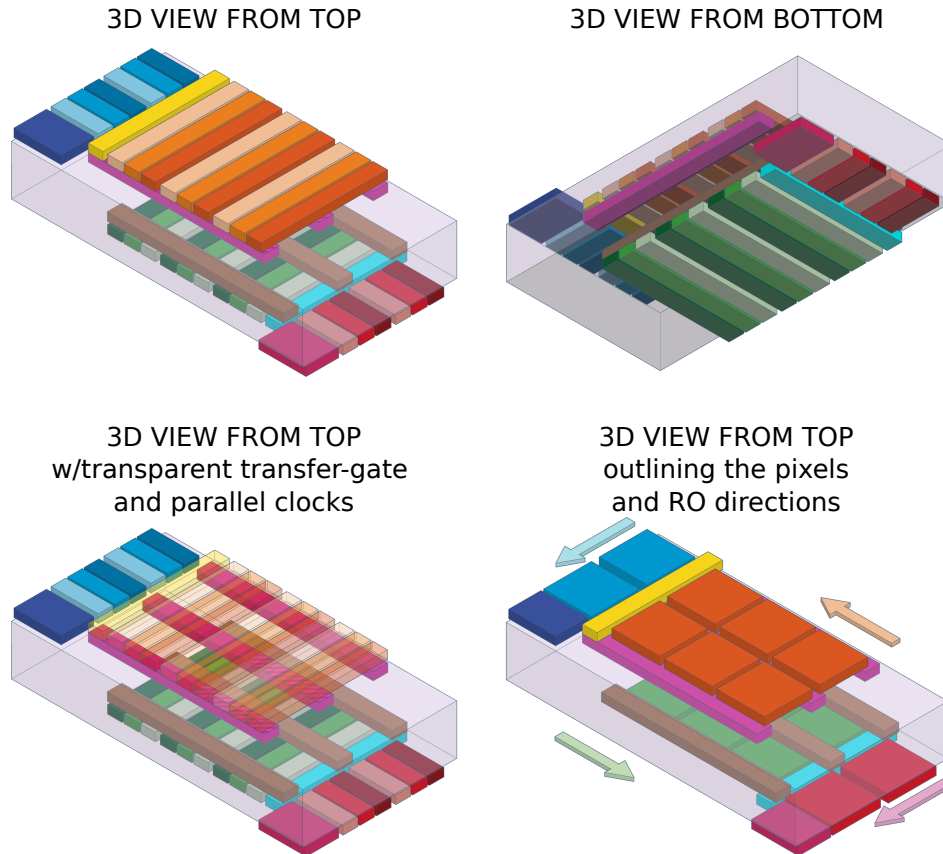 3D VIEW FROM TOP
3D VIEW FROM BOTTOM
3D VIEW FROM TOP
w/transparent transfer-gate
and parallel clocks
3D VIEW FROM TOP
outlining the pixels
and RO directions